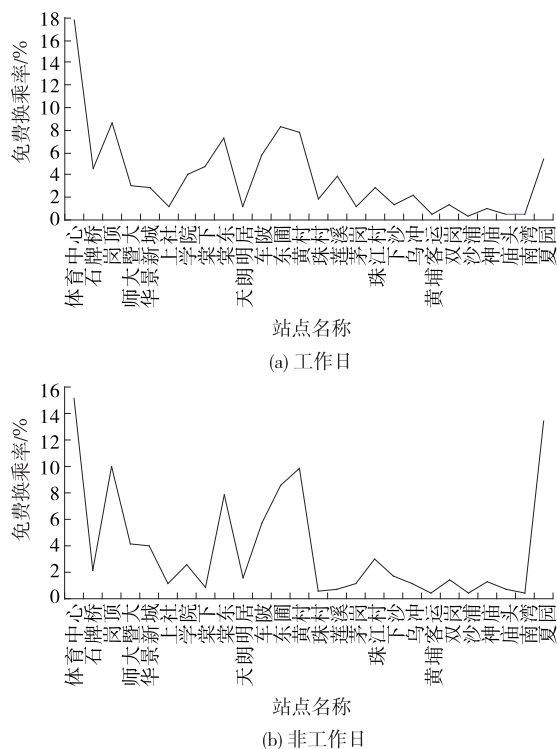 免费换乘率/%
18
16
14
12
10
8
6
4
2
0
体育中心
石牌桥
岗顶
师大暨大
华景新城
上社
学院
棠下
棠东
天朗明居
车陂
东圃
黄村
珠村
莲溪
茅岗
珠江村
下沙
乌冲
黄埔客运
双岗
沙浦
神庙
庙头
南湾
夏园
站点名称
(a) 工作日
免费换乘率/%
16
14
12
10
8
6
4
2
0
体育中心
石牌桥
岗顶
师大暨大
华景新城
上社
学院
棠下
棠东
天朗明居
车陂
东圃
黄村
珠村
莲溪
茅岗
珠江村
下沙
乌冲
黄埔客运
双岗
沙浦
神庙
庙头
南湾
夏园
站点名称
(b) 非工作日